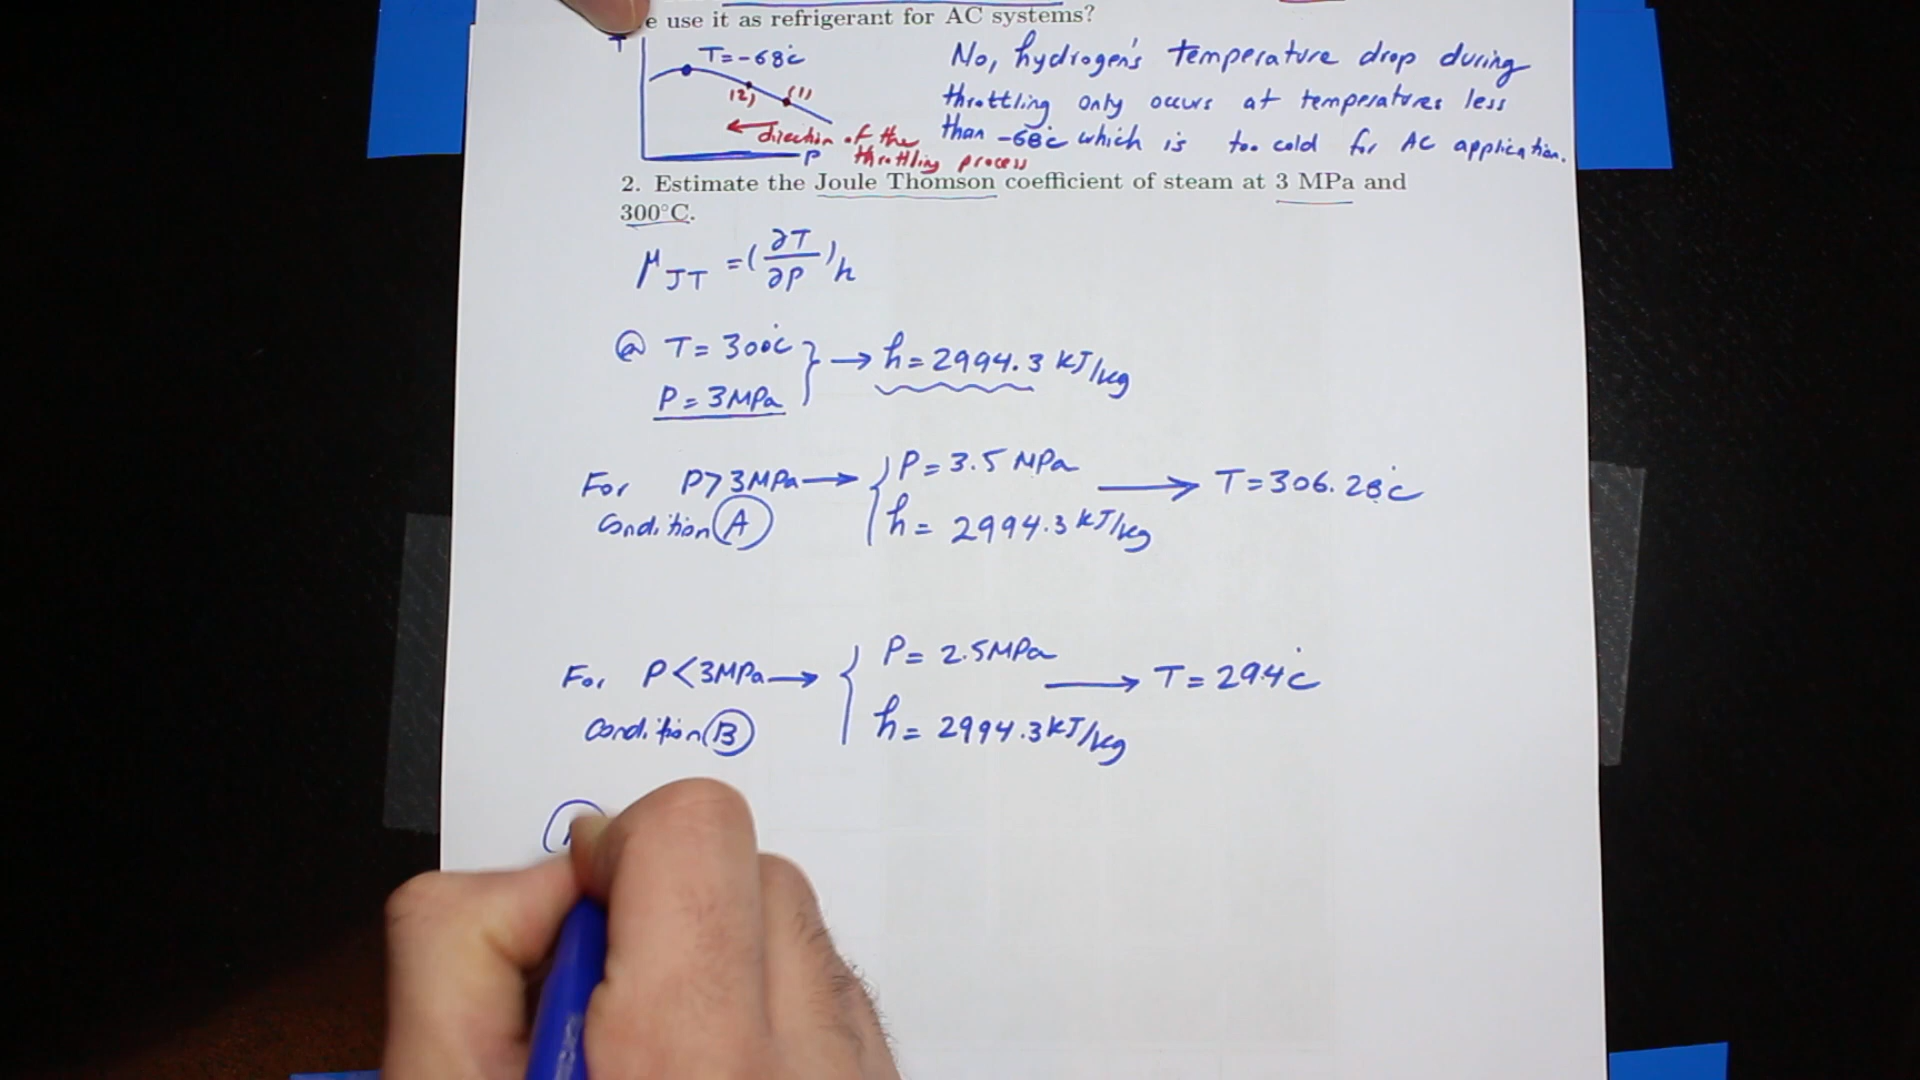 e use it as refrigerant for AC systems?
T
T=-68°C
(2) (1)
direction of the
throttling process
P
No, hydrogen's temperature drop during
throttling only occurs at temperatures less
than -68°C which is too cold for AC application.
2. Estimate the Joule Thomson coefficient of steam at 3 MPa and
300°C.
μJT = (∂T/∂P)h
@ T= 300°C } → h=2994.3 kJ/kg
P=3MPa
For P>3MPa → { P=3.5 MPa → T=306.28°C
Condition (A) h= 2994.3 kJ/kg
For P<3MPa → { P= 2.5MPa → T=294°C
Condition (B) h= 2994.3 kJ/kg